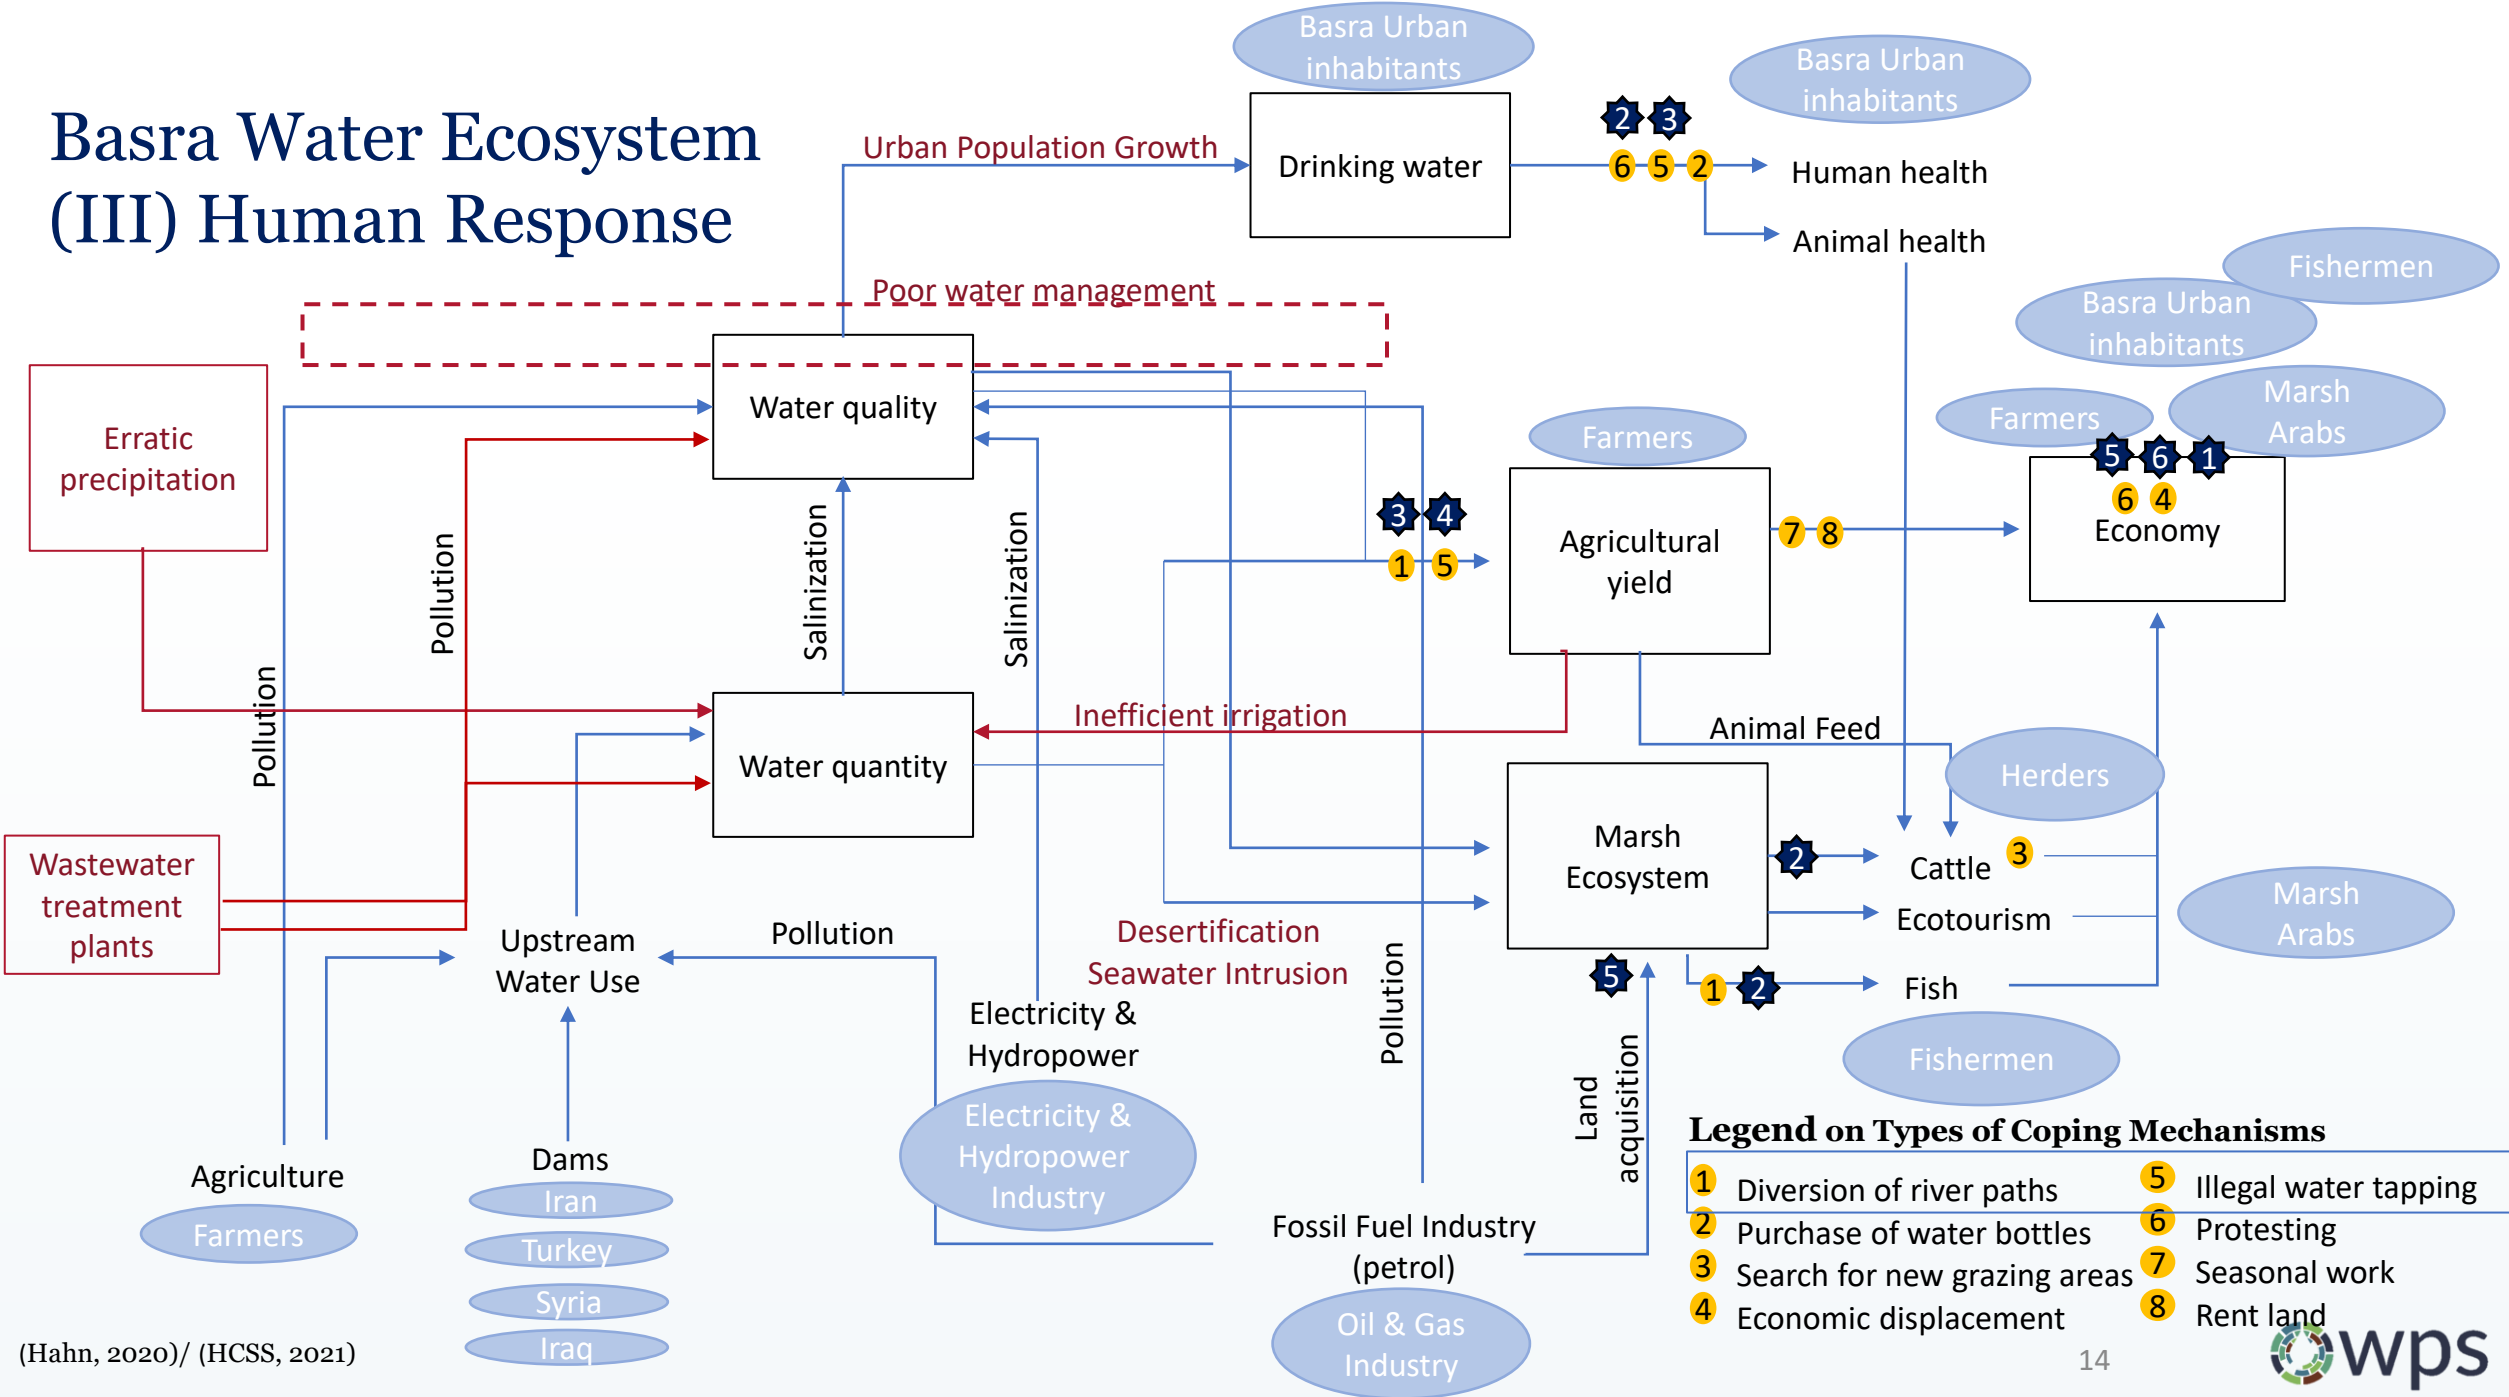 Basra Water Ecosystem
(III) Human Response
Basra Urban
inhabitants
Basra Urban
inhabitants
2 3
Urban Population Growth
Drinking water
6 5 2
Human health
Animal health
Fishermen
Basra Urban
inhabitants
Poor water management
Marsh
Arabs
Farmers
Erratic
precipitation
Water quality
Farmers
5 6 1
6 4
Economy
3 4
1 5
Agricultural
yield
7 8
Pollution
Pollution
Salinization
Salinization
Inefficient irrigation
Animal Feed
Water quantity
Herders
Wastewater
treatment
plants
Marsh
Ecosystem
2
Cattle 3
Ecotourism
Marsh
Arabs
Upstream
Water Use
Pollution
Desertification
Seawater Intrusion
Pollution
5
1 2
Fish
Electricity &
Hydropower
Land
acquisition
Fishermen
Electricity &
Hydropower
Industry
Agriculture
Farmers
Dams
Iran
Turkey
Syria
Iraq
Fossil Fuel Industry
(petrol)
Oil & Gas
Industry
Legend on Types of Coping Mechanisms
1 Diversion of river paths
2 Purchase of water bottles
3 Search for new grazing areas
4 Economic displacement
5 Illegal water tapping
6 Protesting
7 Seasonal work
8 Rent land
(Hahn, 2020)/ (HCSS, 2021)
14
wps